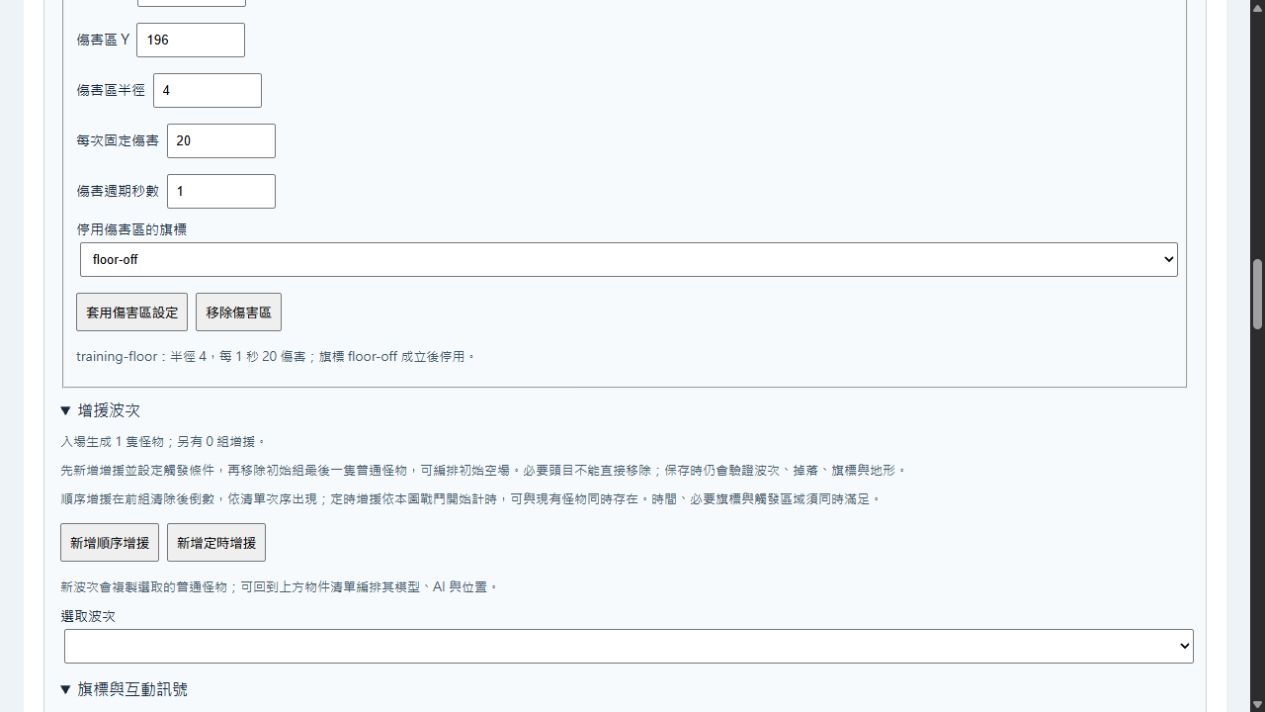 傷害區 Y 196
傷害區半徑 4
每次固定傷害 20
傷害週期秒數 1
停用傷害區的旗標
floor-off
套用傷害區設定 移除傷害區
training-floor：半徑 4，每 1 秒 20 傷害；旗標 floor-off 成立後停用。
▼ 增援波次
入場生成 1 隻怪物；另有 0 組增援。
先新增增援並設定觸發條件，再移除初始組最後一隻普通怪物，可編排初始空場。必要頭目不能直接移除；保存時仍會驗證波次、掉落、旗標與地形。
順序增援在前組清除後倒數，依清單次序出現；定時增援依本團戰鬥開始計時，可與現有怪物同時存在。時間、必要旗標與觸發區域須同時滿足。
新增順序增援 新增定時增援
新波次會複製選取的普通怪物；可回到上方物件清單編排其模型、AI 與位置。
選取波次
▼ 旗標與互動訊號